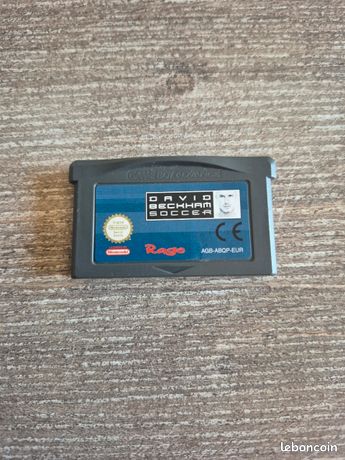 GAME BOY ADVANCE
DAVID
BECKHAM
SOCCER
Nintendo
Rage
AGB-ABQP-EUR
CE
leboncoin